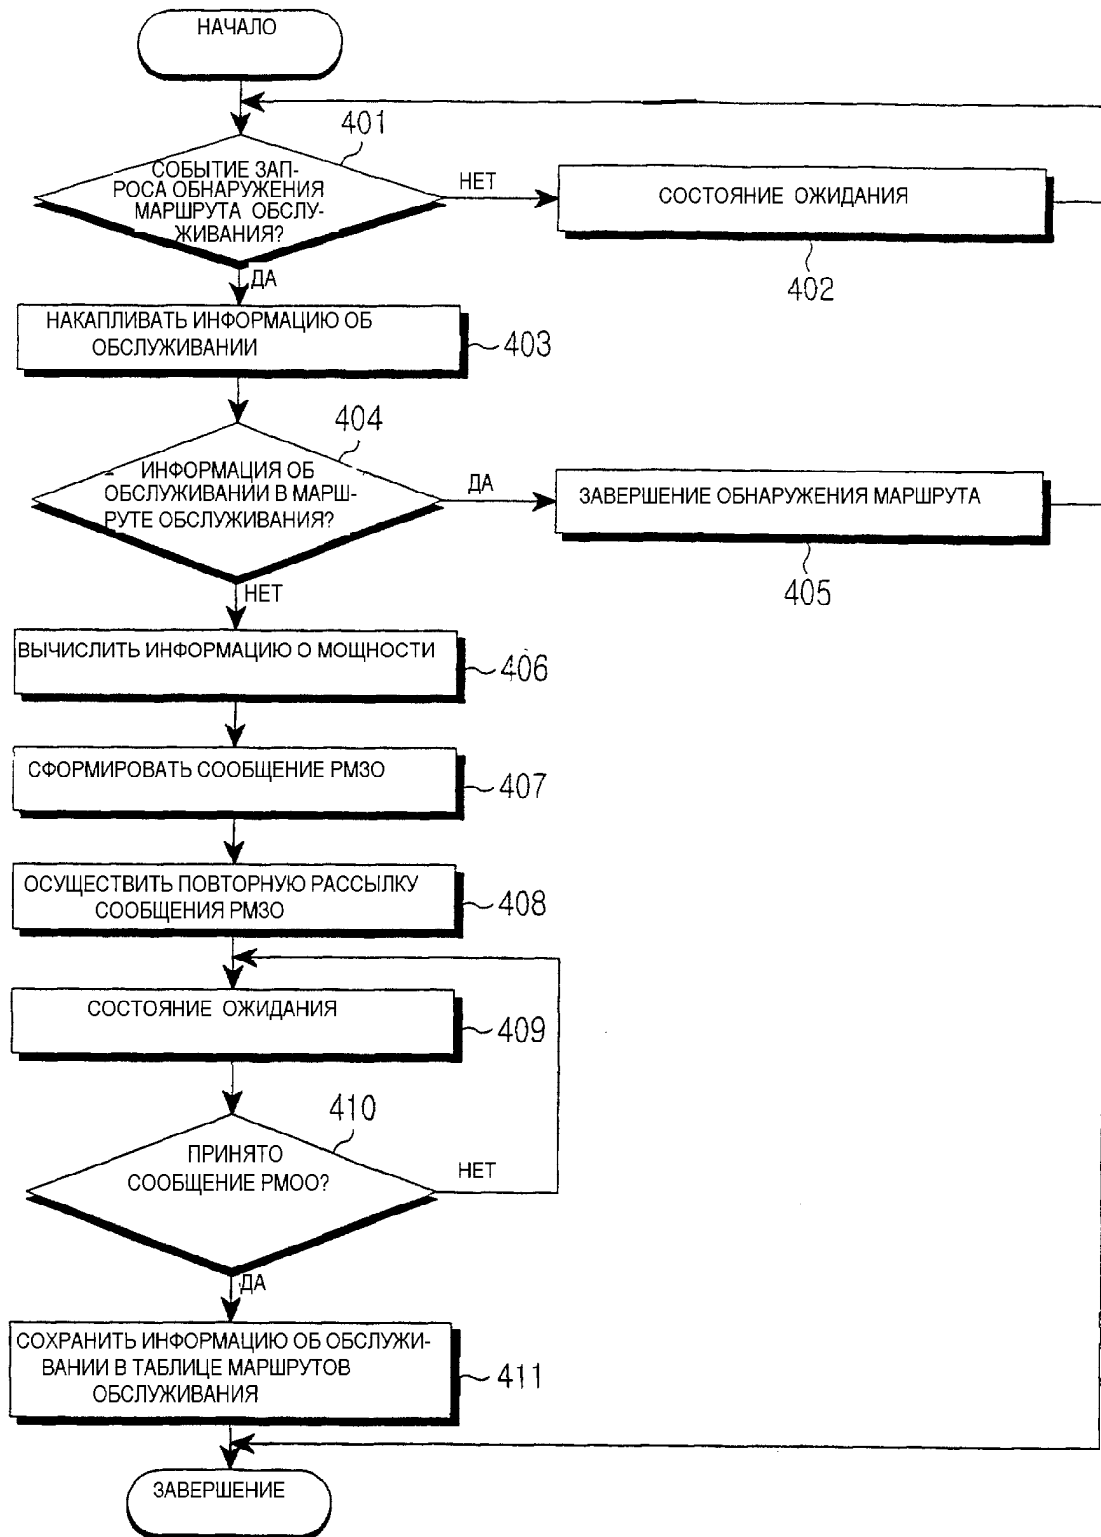 НАЧАЛО
401
СОБЫТИЕ ЗАП-
РОСА ОБНАРУЖЕНИЯ
МАРШРУТА ОБСЛУ-
ЖИВАНИЯ?
НЕТ
СОСТОЯНИЕ ОЖИДАНИЯ
402
ДА
НАКАПЛИВАТЬ ИНФОРМАЦИЮ ОБ
ОБСЛУЖИВАНИИ
403
404
ИНФОРМАЦИЯ ОБ
ОБСЛУЖИВАНИИ В МАРШ-
РУТЕ ОБСЛУЖИВАНИЯ?
ДА
ЗАВЕРШЕНИЕ ОБНАРУЖЕНИЯ МАРШРУТА
405
НЕТ
ВЫЧИСЛИТЬ ИНФОРМАЦИЮ О МОЩНОСТИ
406
СФОРМИРОВАТЬ СООБЩЕНИЕ РМЗО
407
ОСУЩЕСТВИТЬ ПОВТОРНУЮ РАССЫЛКУ
СООБЩЕНИЯ РМЗО
408
СОСТОЯНИЕ ОЖИДАНИЯ
409
410
ПРИНЯТО
СООБЩЕНИЕ РМОО?
НЕТ
ДА
СОХРАНИТЬ ИНФОРМАЦИЮ ОБ ОБСЛУЖИ-
ВАНИИ В ТАБЛИЦЕ МАРШРУТОВ
ОБСЛУЖИВАНИЯ
411
ЗАВЕРШЕНИЕ